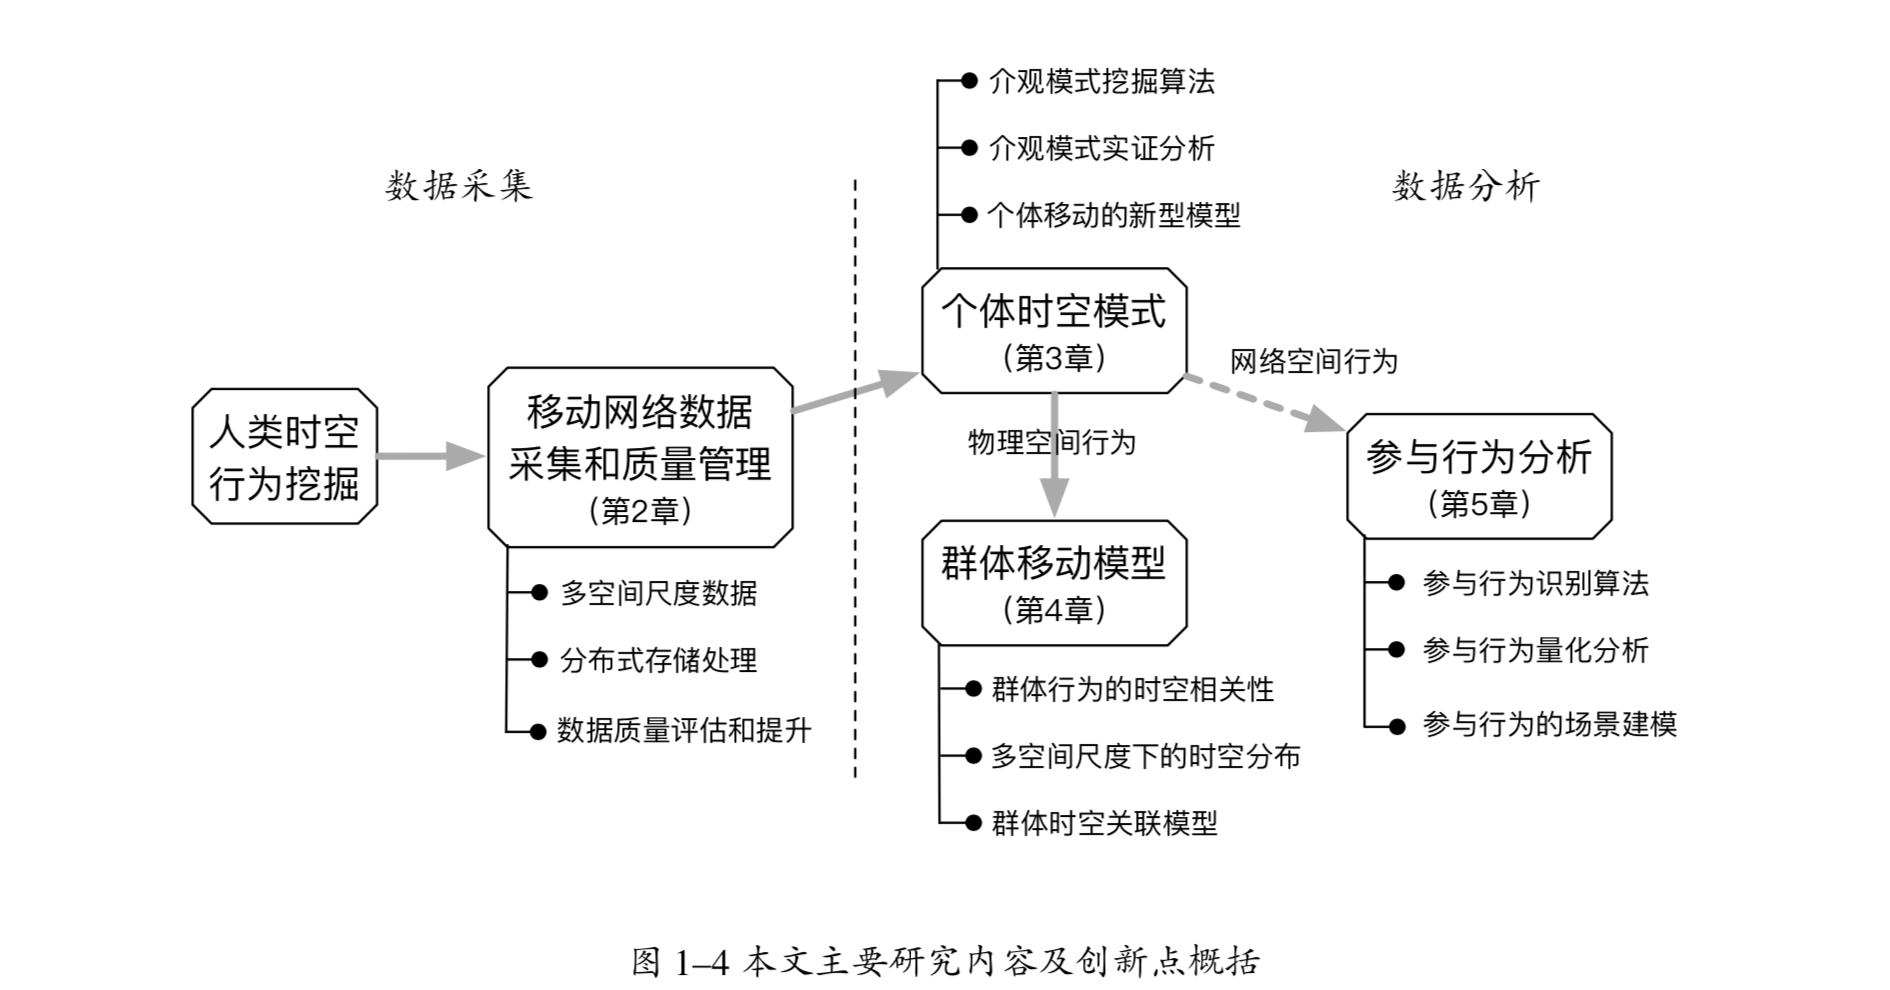 介观模式挖掘算法
介观模式实证分析
个体移动的新型模型
数据采集
数据分析
个体时空模式
（第3章）
网络空间行为
人类时空
行为挖掘
移动网络数据
采集和质量管理
（第2章）
物理空间行为
参与行为分析
（第5章）
群体移动模型
（第4章）
多空间尺度数据
分布式存储处理
数据质量评估和提升
群体行为的时空相关性
多空间尺度下的时空分布
群体时空关联模型
参与行为识别算法
参与行为量化分析
参与行为的场景建模
图 1–4 本文主要研究内容及创新点概括